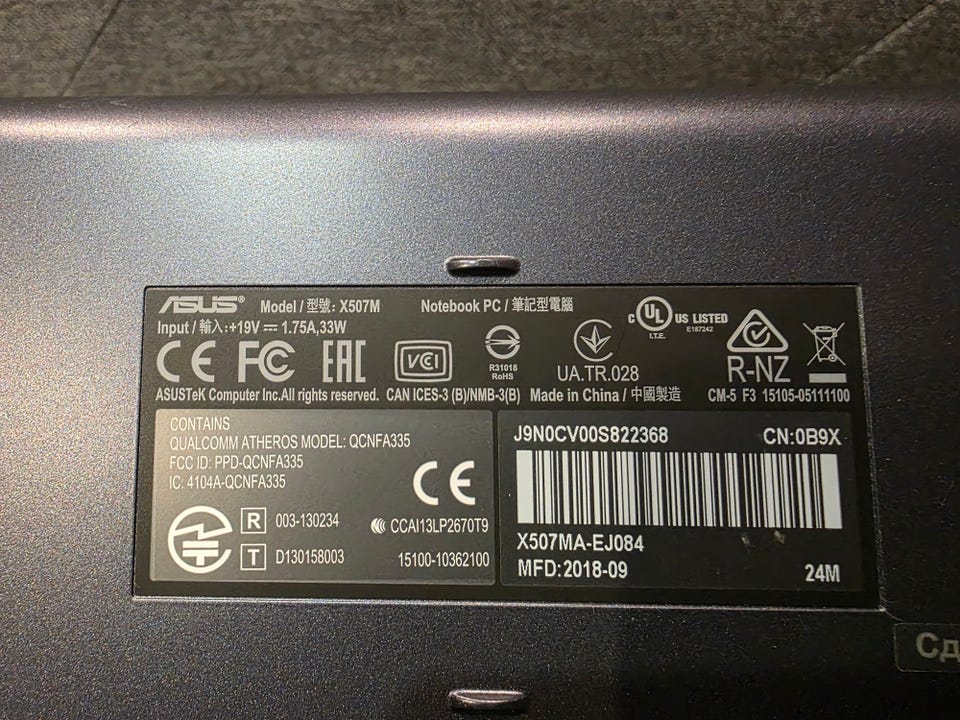 ASUS® Model / 型號: X507M Notebook PC / 筆記型電腦
Input / 輸入:+19V ⎓ 1.75A,33W
c UL US LISTED
I.T.E. E187242
CE FC EAC VCI
R31018
RoHS
UA.TR.028
R-NZ
ASUSTeK Computer Inc.All rights reserved. CAN ICES-3 (B)/NMB-3(B) Made in China / 中國製造 CM-5 F3 15105-05111100
CONTAINS
QUALCOMM ATHEROS MODEL: QCNFA335
FCC ID: PPD-QCNFA335
IC: 4104A-QCNFA335
CE
R 003-130234
CCAI13LP2670T9
T D130158003
15100-10362100
J9N0CV00S822368 CN:0B9X
X507MA-EJ084
MFD:2018-09 24M